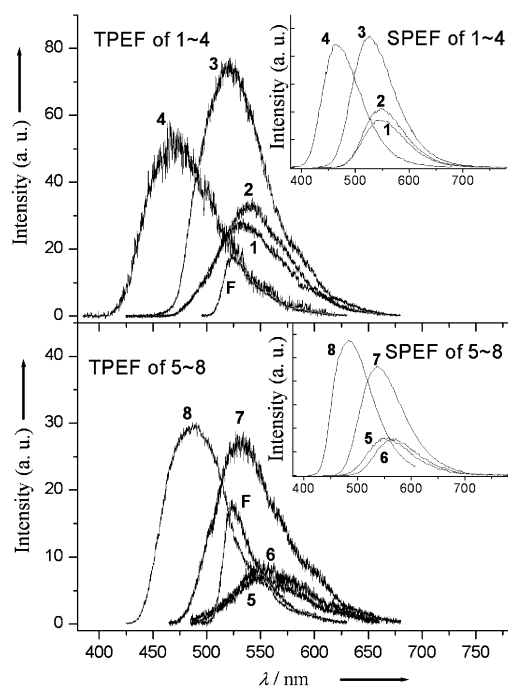 TPEF of 1~4
SPEF of 1~4
Intensity (a. u.)
80
60
40
20
0
3
4
2
1
F
Intensity (a. u.)
4
3
2
1
400 500 600 700
TPEF of 5~8
SPEF of 5~8
Intensity (a. u.)
40
30
20
10
0
8
7
F
6
5
Intensity (a. u.)
8
7
5
6
400 500 600 700
400 450 500 550 600 650 700 750
λ / nm